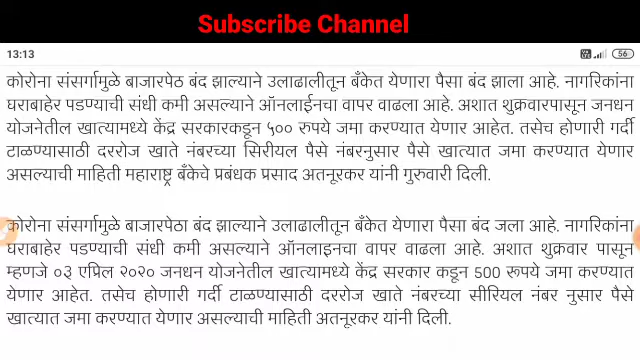 Subscribe Channel
13:13
56
कोरोना संसर्गामुळे बाजारपेठ बंद झाल्याने उलाढालीतून बँकेत येणारा पैसा बंद झाला आहे. नागरिकांना
घराबाहेर पडण्याची संधी कमी असल्याने ऑनलाईनचा वापर वाढला आहे. अशात शुक्रवारपासून जनधन
योजनेतील खात्यामध्ये केंद्र सरकारकडून ५०० रुपये जमा करण्यात येणार आहेत. तसेच होणारी गर्दी
टाळण्यासाठी दररोज खाते नंबरच्या सिरीयल पैसे नंबरनुसार पैसे खात्यात जमा करण्यात येणार
असल्याची माहिती महाराष्ट्र बँकेचे प्रबंधक प्रसाद अतनूरकर यांनी गुरुवारी दिली.
कोरोना संसर्गामुळे बाजारपेठा बंद झाल्याने उलाढालीतून बँकेत येणारा पैसा बंद जला आहे. नागरिकांना
घराबाहेर पडण्याची संधी कमी असल्याने ऑनलाइनचा वापर वाढला आहे. अशात शुक्रवार पासून
म्हणजे ०३ एप्रिल २०२० जनधन योजनेतील खात्यामध्ये केंद्र सरकार कडून 500 रूपये जमा करण्यात
येणार आहेत. तसेच होणारी गर्दी टाळण्यासाठी दररोज खाते नंबरच्या सीरियल नंबर नुसार पैसे
खात्यात जमा करण्यात येणार असल्याची माहिती अतनूरकर यांनी दिली.